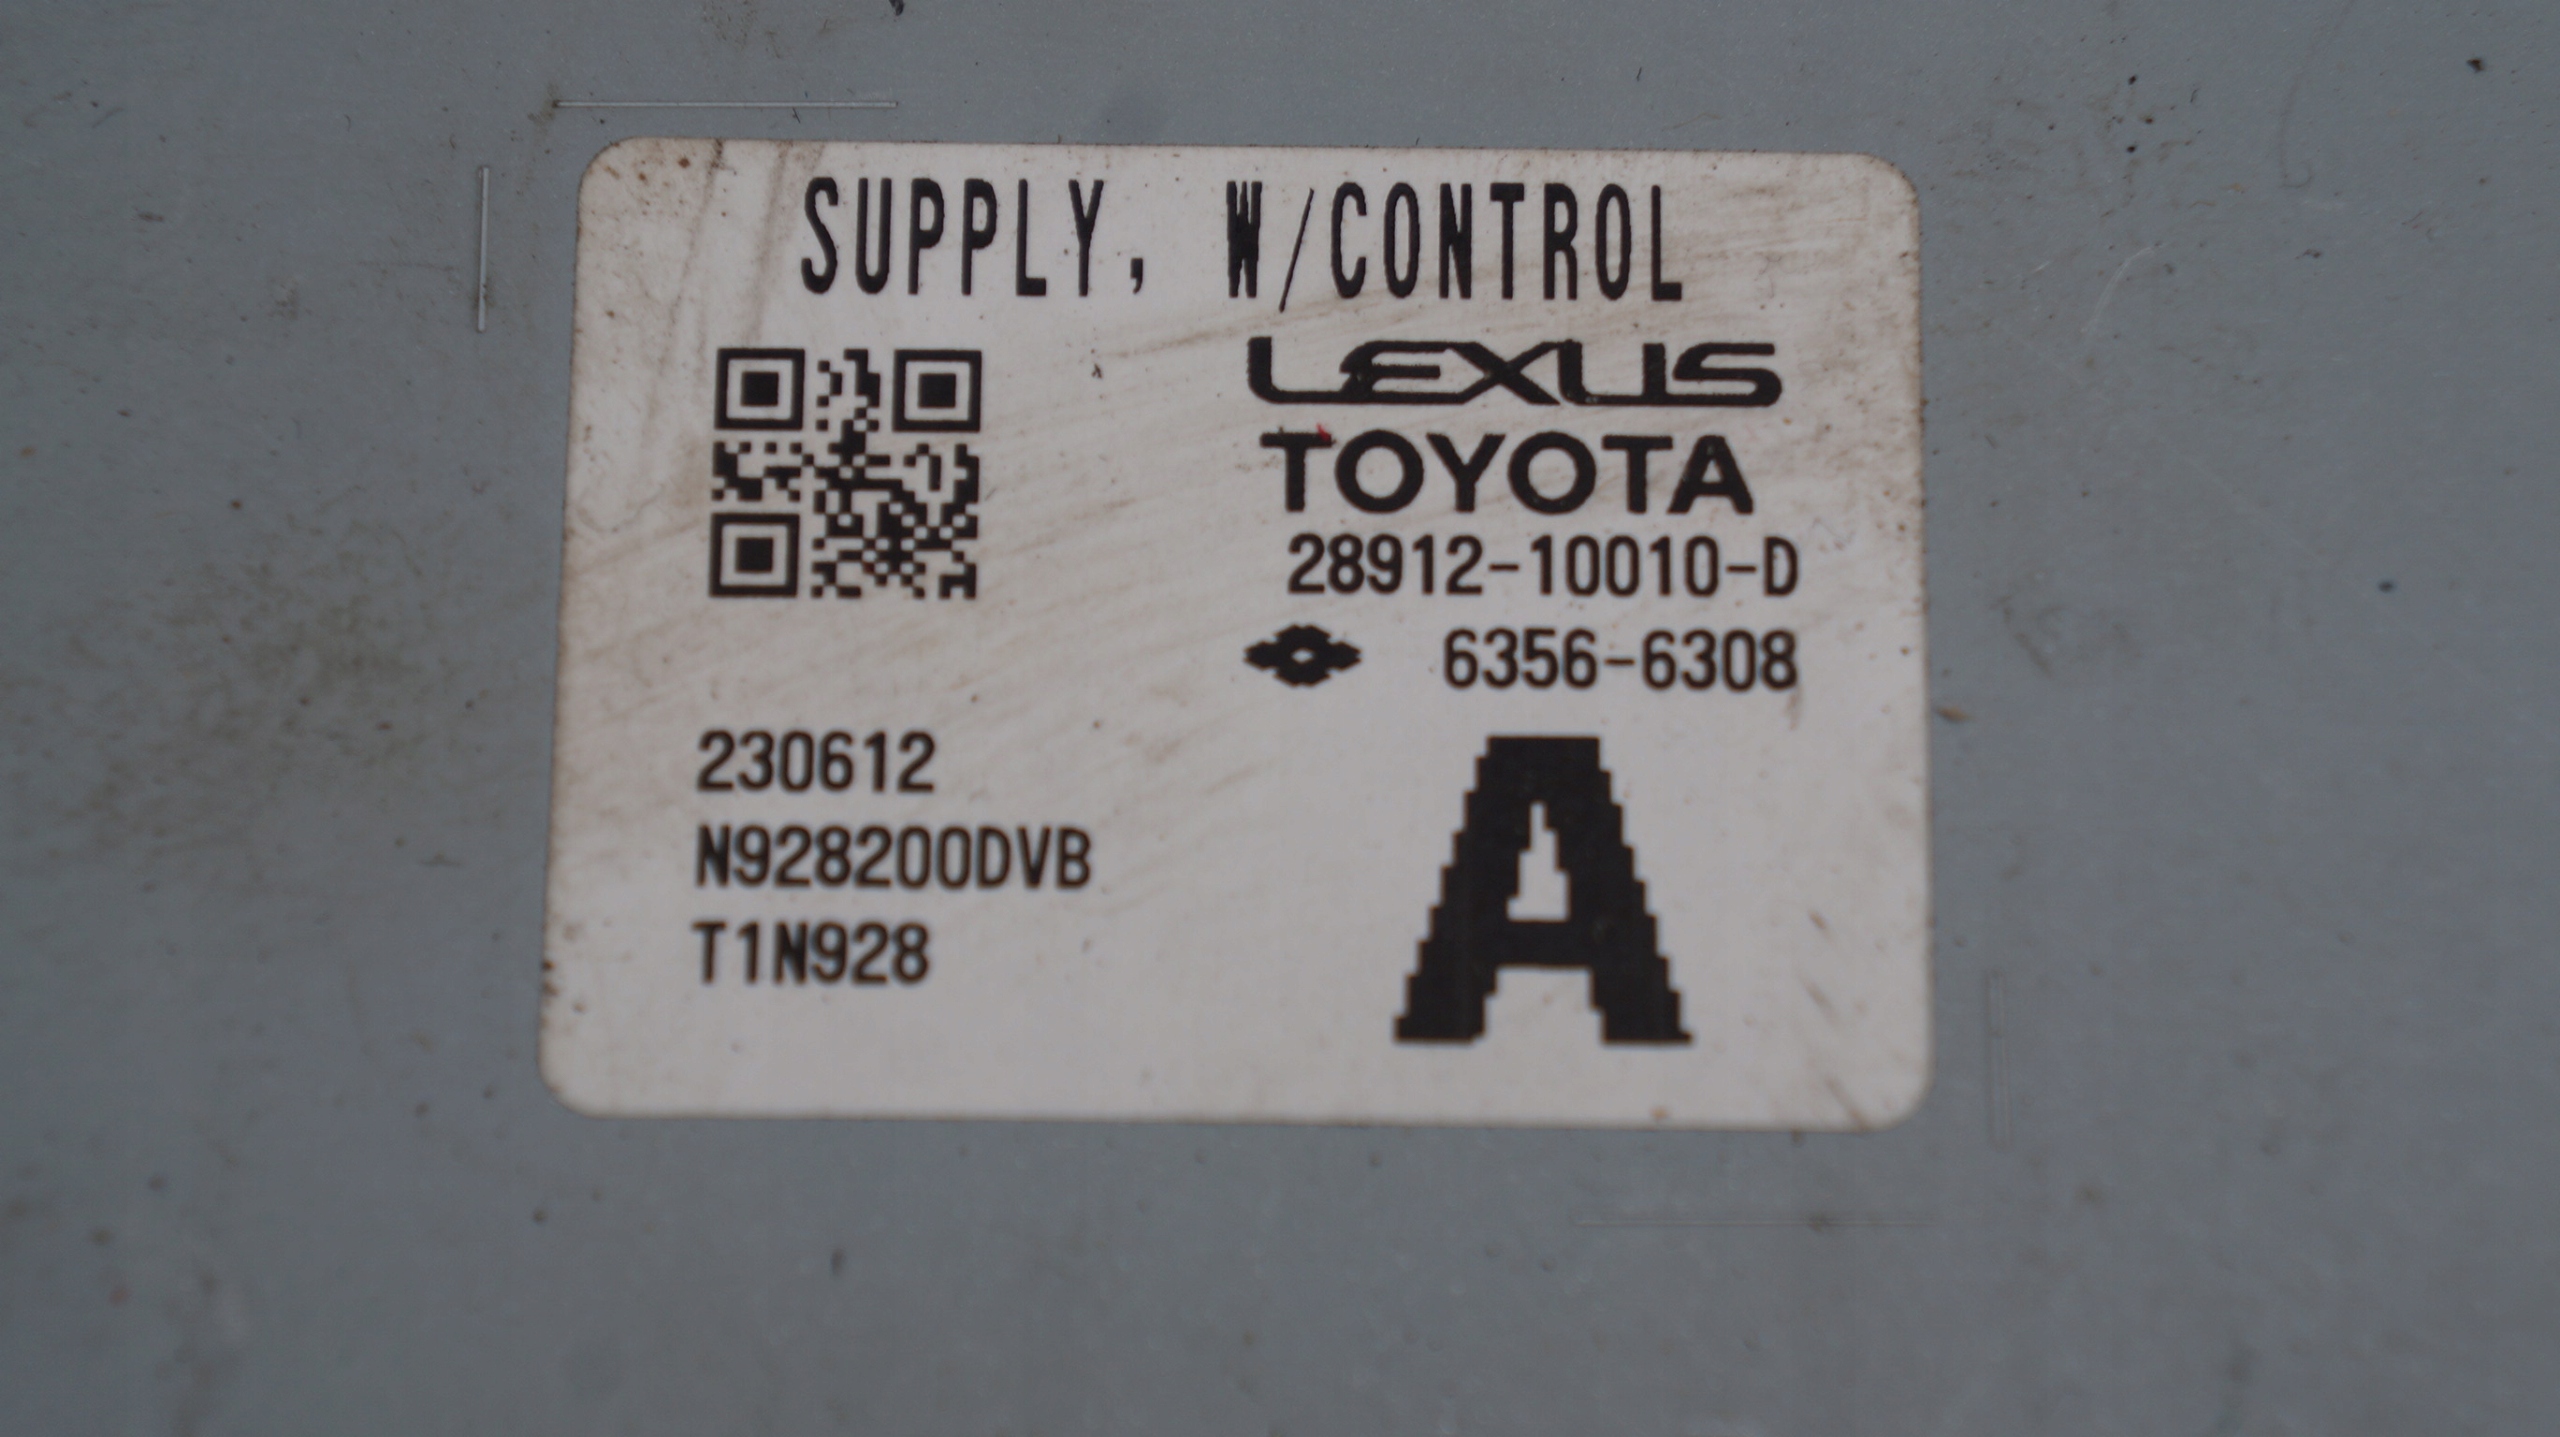 SUPPLY, W/CONTROL
LEXUS
TOYOTA
28912-10010-D
6356-6308
230612
N928200DVB
T1N928
A